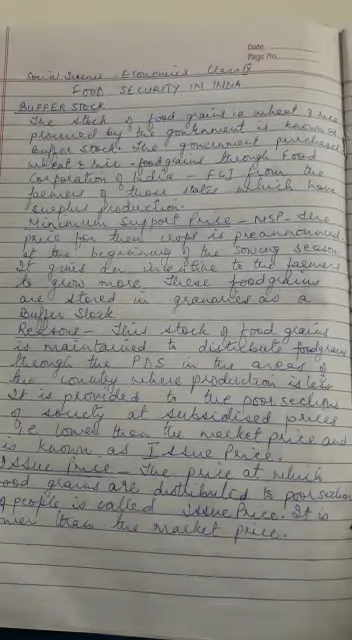 Date
Page No.
Social Science - Economics - Class IX
FOOD SECURITY IN INDIA
BUFFER STOCK
The stock of food grains ie wheat & rice
procured by the government is known as
Buffer Stock. The government purchases
wheat & rice - foodgrains through Food
Corporation of India - FCI from the
farmers of those states which have
surplus production.
Minimum Support Price - MSP - The
price for their crops is preannounced
at the beginning of the sowing season
It gives an incentive to the farmers
to grow more. These foodgrains
are stored in granaries as a
Buffer Stock
Reasons - This stock of food grains
is maintained to distribute foodgrains
through the PDS in the areas of
the country where production is less
It is provided to the poor sections
of society at subsidised prices
i.e lower than the market price and
is known as Issue Price.
Issue Price - The price at which
food grains are distributed to poor section
of people is called issue Price. It is
lower than the market price.